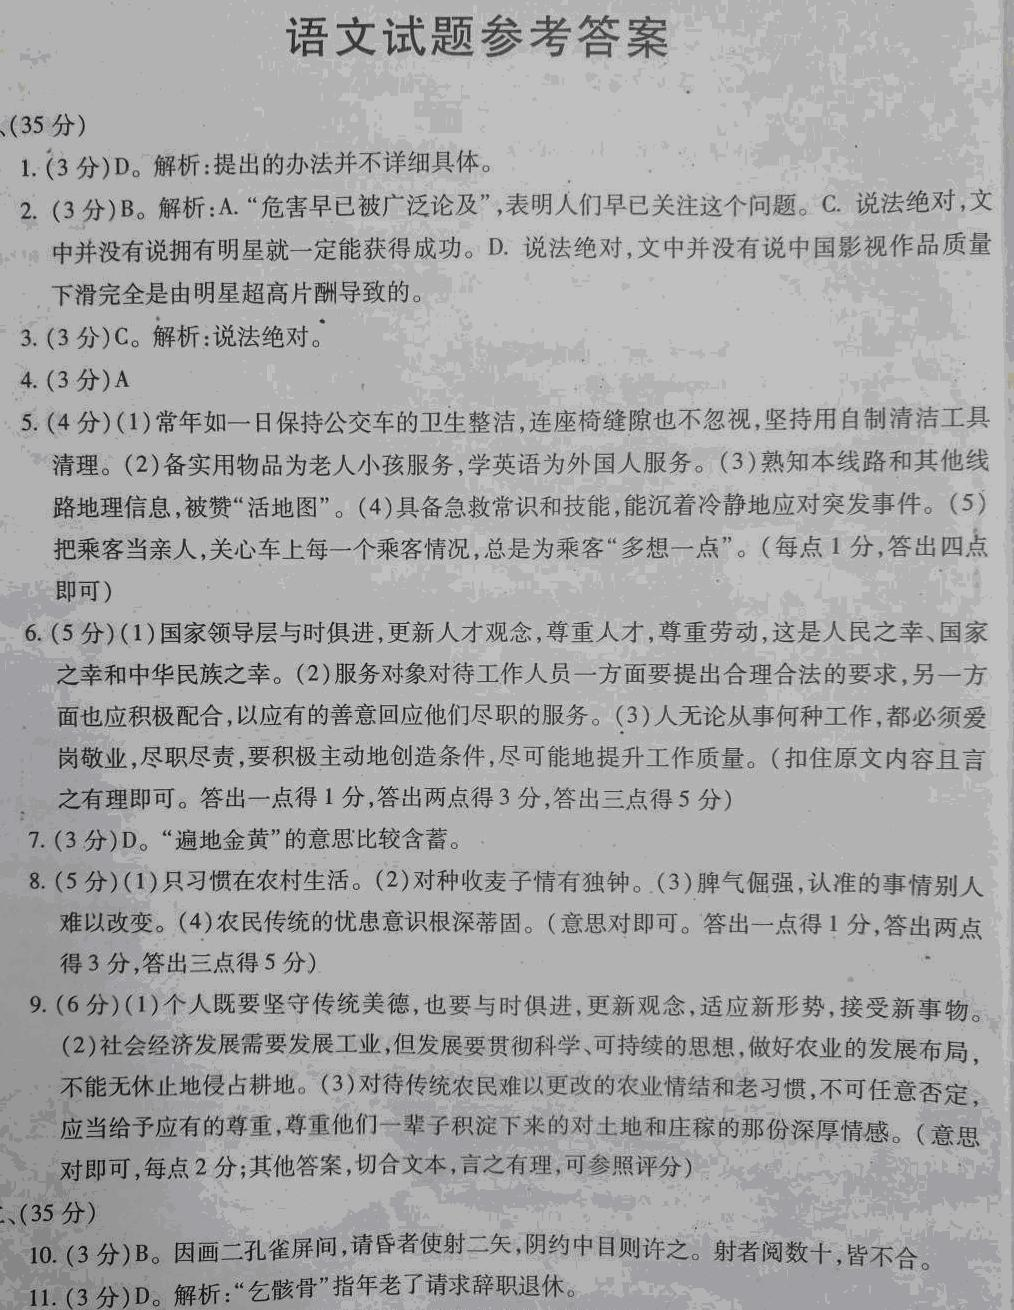 语文试题参考答案
、(35 分)
1. (3 分)D。解析:提出的办法并不详细具体。
2. (3 分)B。解析:A. “危害早已被广泛论及”,表明人们早已关注这个问题。C. 说法绝对,文
中并没有说拥有明星就一定能获得成功。D. 说法绝对,文中并没有说中国影视作品质量
下滑完全是由明星超高片酬导致的。
3. (3 分)C。解析:说法绝对。
4. (3 分)A
5. (4 分)(1)常年如一日保持公交车的卫生整洁,连座椅缝隙也不忽视,坚持用自制清洁工具
清理。(2)备实用物品为老人小孩服务,学英语为外国人服务。(3)熟知本线路和其他线
路地理信息,被赞“活地图”。(4)具备急救常识和技能,能沉着冷静地应对突发事件。(5)
把乘客当亲人,关心车上每一个乘客情况,总是为乘客“多想一点”。(每点 1 分,答出四点
即可)
6. (5 分)(1)国家领导层与时俱进,更新人才观念,尊重人才,尊重劳动,这是人民之幸、国家
之幸和中华民族之幸。(2)服务对象对待工作人员一方面要提出合理合法的要求,另一方
面也应积极配合,以应有的善意回应他们尽职的服务。(3)人无论从事何种工作,都必须爱
岗敬业,尽职尽责,要积极主动地创造条件,尽可能地提升工作质量。(扣住原文内容且言
之有理即可。答出一点得 1 分,答出两点得 3 分,答出三点得 5 分)
7. (3 分)D。“遍地金黄”的意思比较含蓄。
8. (5 分)(1)只习惯在农村生活。(2)对种收麦子情有独钟。(3)脾气倔强,认准的事情别人
难以改变。(4)农民传统的忧患意识根深蒂固。(意思对即可。答出一点得 1 分,答出两点
得 3 分,答出三点得 5 分)
9. (6 分)(1)个人既要坚守传统美德,也要与时俱进,更新观念,适应新形势,接受新事物。
(2)社会经济发展需要发展工业,但发展要贯彻科学、可持续的思想,做好农业的发展布局,
不能无休止地侵占耕地。(3)对待传统农民难以更改的农业情结和老习惯,不可任意否定,
应当给予应有的尊重,尊重他们一辈子积淀下来的对土地和庄稼的那份深厚情感。(意思
对即可,每点 2 分;其他答案,切合文本,言之有理,可参照评分)
二、(35 分)
10. (3 分)B。因画二孔雀屏间,请昏者使射二矢,阴约中目则许之。射者阅数十,皆不合。
11. (3 分)D。解析:“乞骸骨”指年老了请求辞职退休。